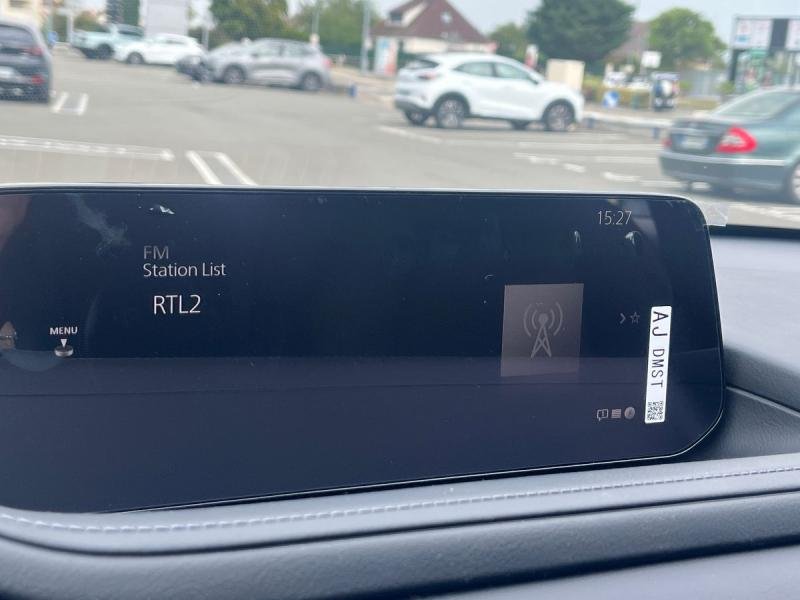 15:27
FM
Station List
RTL2
MENU
AJ DMST